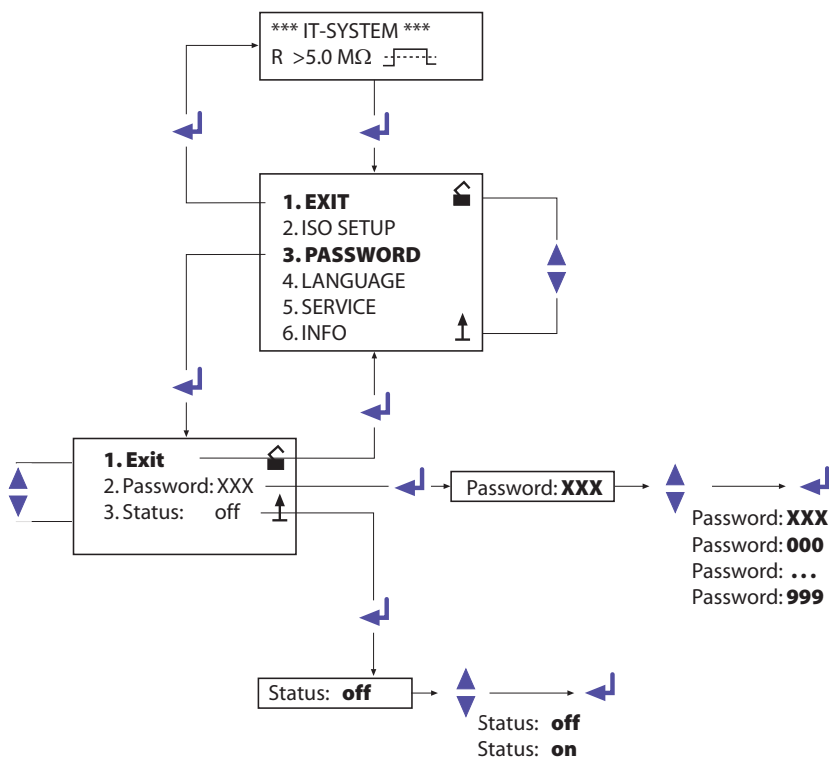 *** IT-SYSTEM ***
R >5.0 MΩ
1. EXIT
2. ISO SETUP
3. PASSWORD
4. LANGUAGE
5. SERVICE
6. INFO
1. Exit
2. Password: XXX
3. Status: off
Password: XXX
Password: XXX
Password: 000
Password: ...
Password: 999
Status: off
Status: off
Status: on